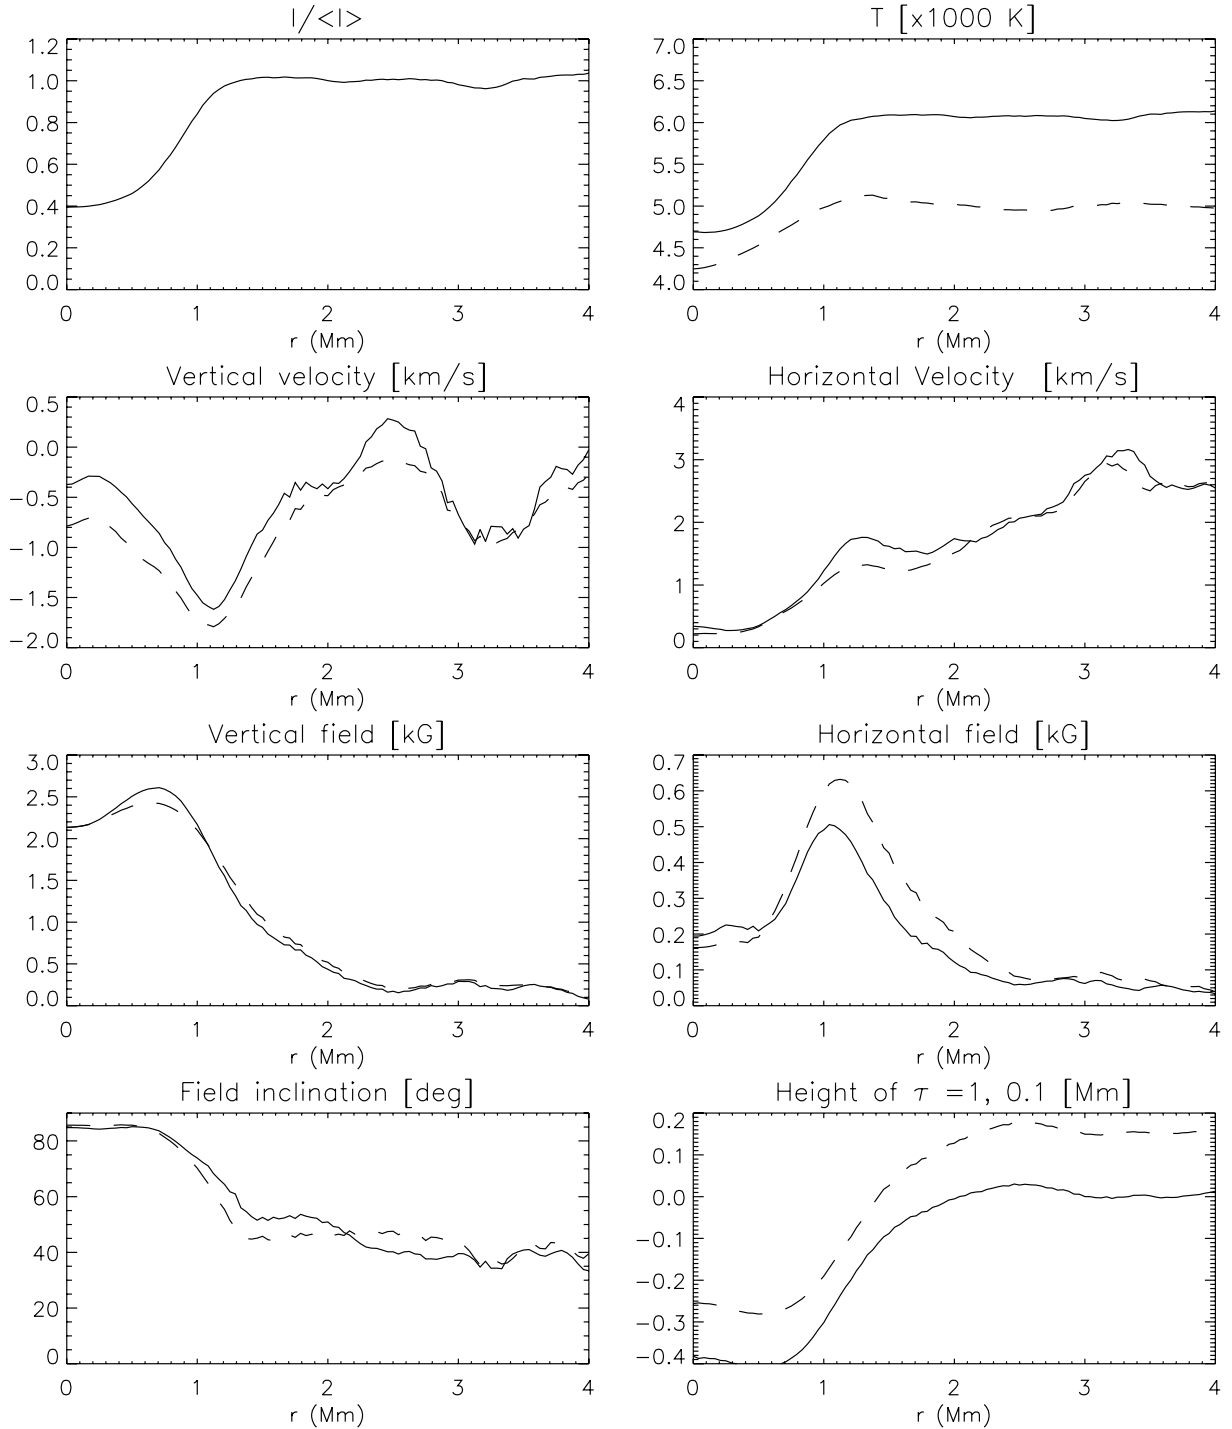 I/<I>
1.2
1.0
0.8
0.6
0.4
0.2
0.0
0 1 2 3 4
r (Mm)
T [x1000 K]
7.0
6.5
6.0
5.5
5.0
4.5
4.0
0 1 2 3 4
r (Mm)
Vertical velocity [km/s]
0.5
0.0
−0.5
−1.0
−1.5
−2.0
0 1 2 3 4
r (Mm)
Horizontal Velocity [km/s]
4
3
2
1
0
0 1 2 3 4
r (Mm)
Vertical field [kG]
3.0
2.5
2.0
1.5
1.0
0.5
0.0
0 1 2 3 4
r (Mm)
Horizontal field [kG]
0.7
0.6
0.5
0.4
0.3
0.2
0.1
0.0
0 1 2 3 4
r (Mm)
Field inclination [deg]
80
60
40
20
0
0 1 2 3 4
r (Mm)
Height of τ =1, 0.1 [Mm]
0.2
0.1
0.0
−0.1
−0.2
−0.3
−0.4
0 1 2 3 4
r (Mm)